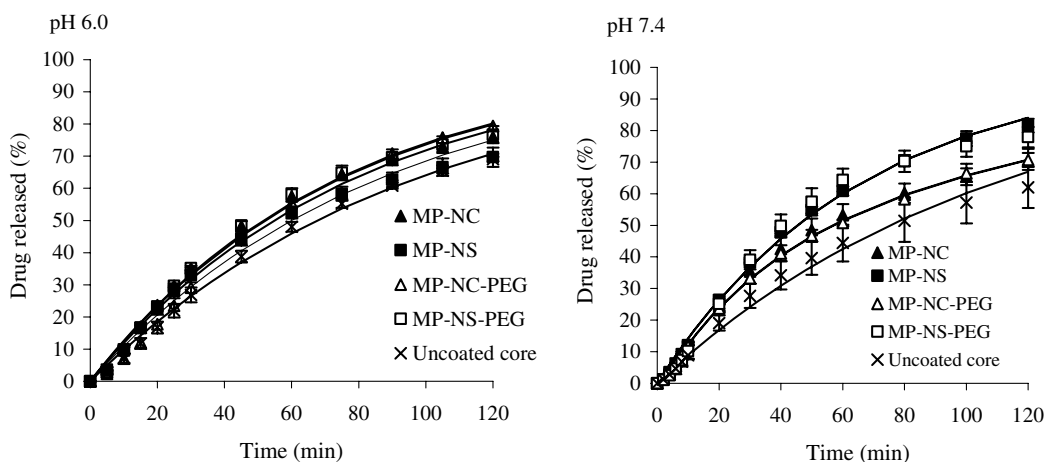 pH 6.0
100
90
80
70
60
50
40
30
20
10
0
Drug released (%)
0 20 40 60 80 100 120
Time (min)
MP-NC
MP-NS
MP-NC-PEG
MP-NS-PEG
Uncoated core
pH 7.4
100
90
80
70
60
50
40
30
20
10
0
Drug released (%)
0 20 40 60 80 100 120
Time (min)
MP-NC
MP-NS
MP-NC-PEG
MP-NS-PEG
Uncoated core